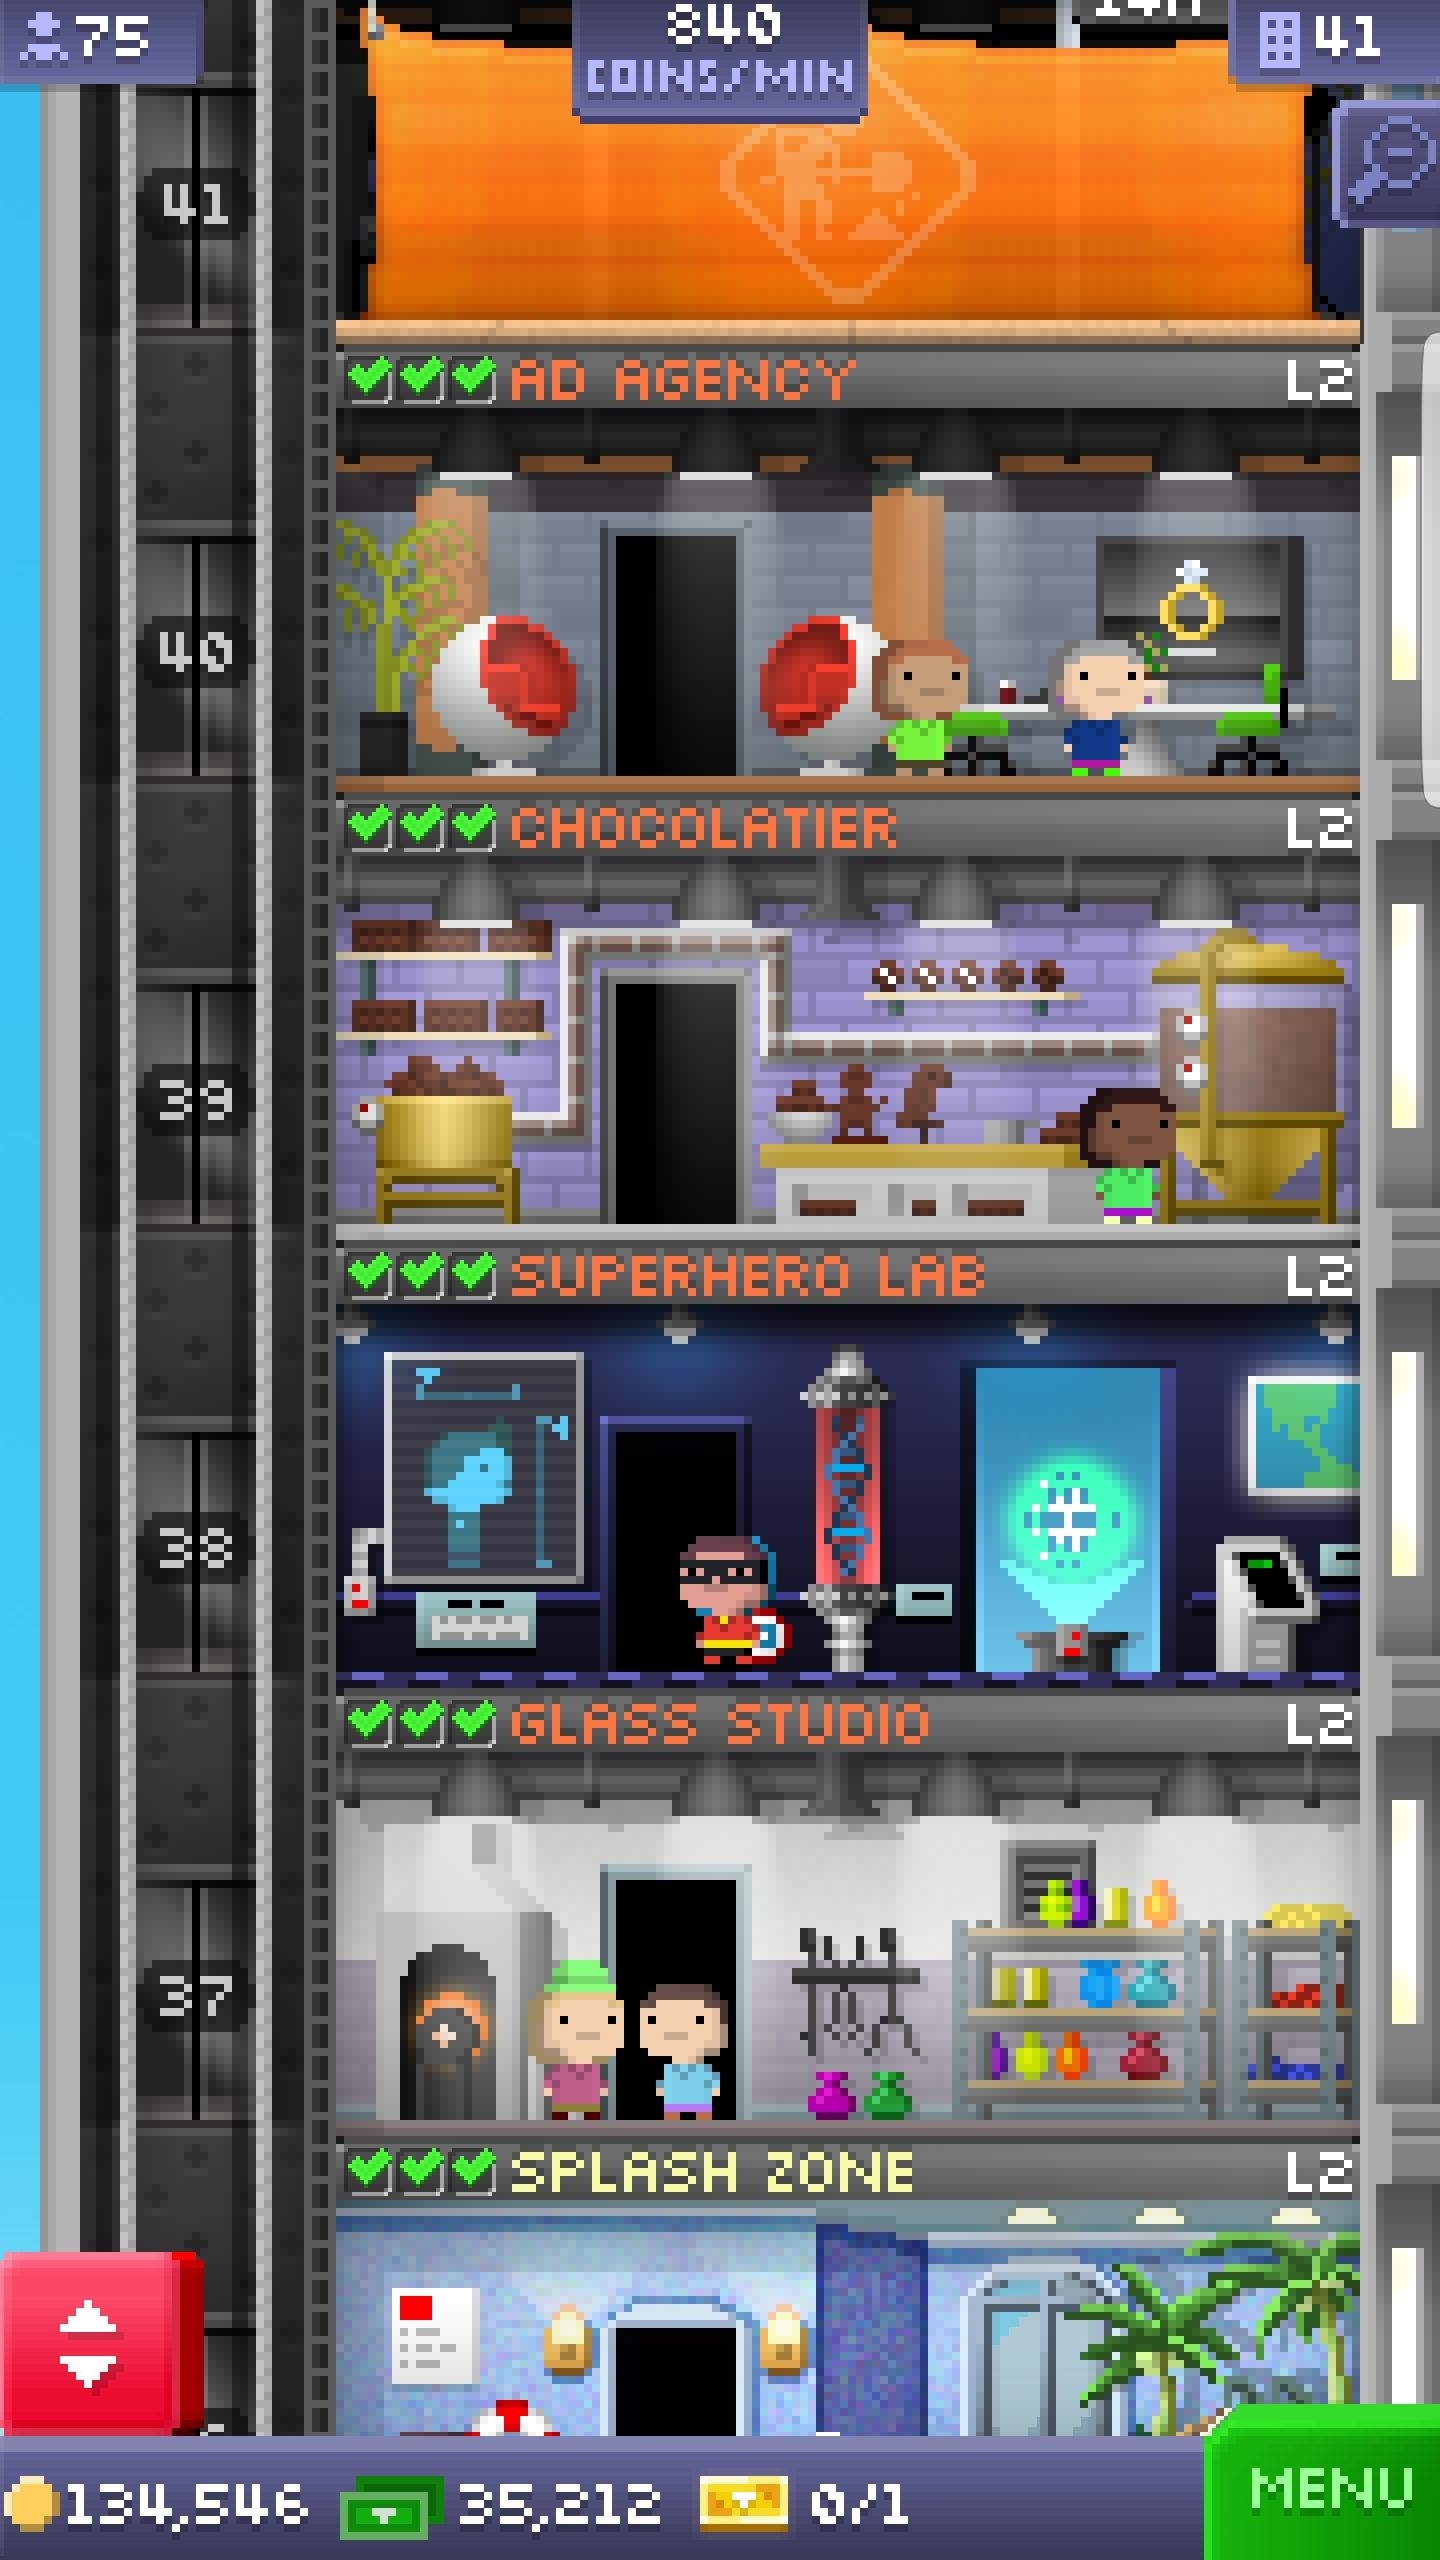 75
840
COINS/MIN
41
41
AD AGENCY L2
40
CHOCOLATIER L2
39
SUPERHERO LAB L2
38
GLASS STUDIO L2
37
SPLASH ZONE L2
134,546 35,212 0/1
MENU